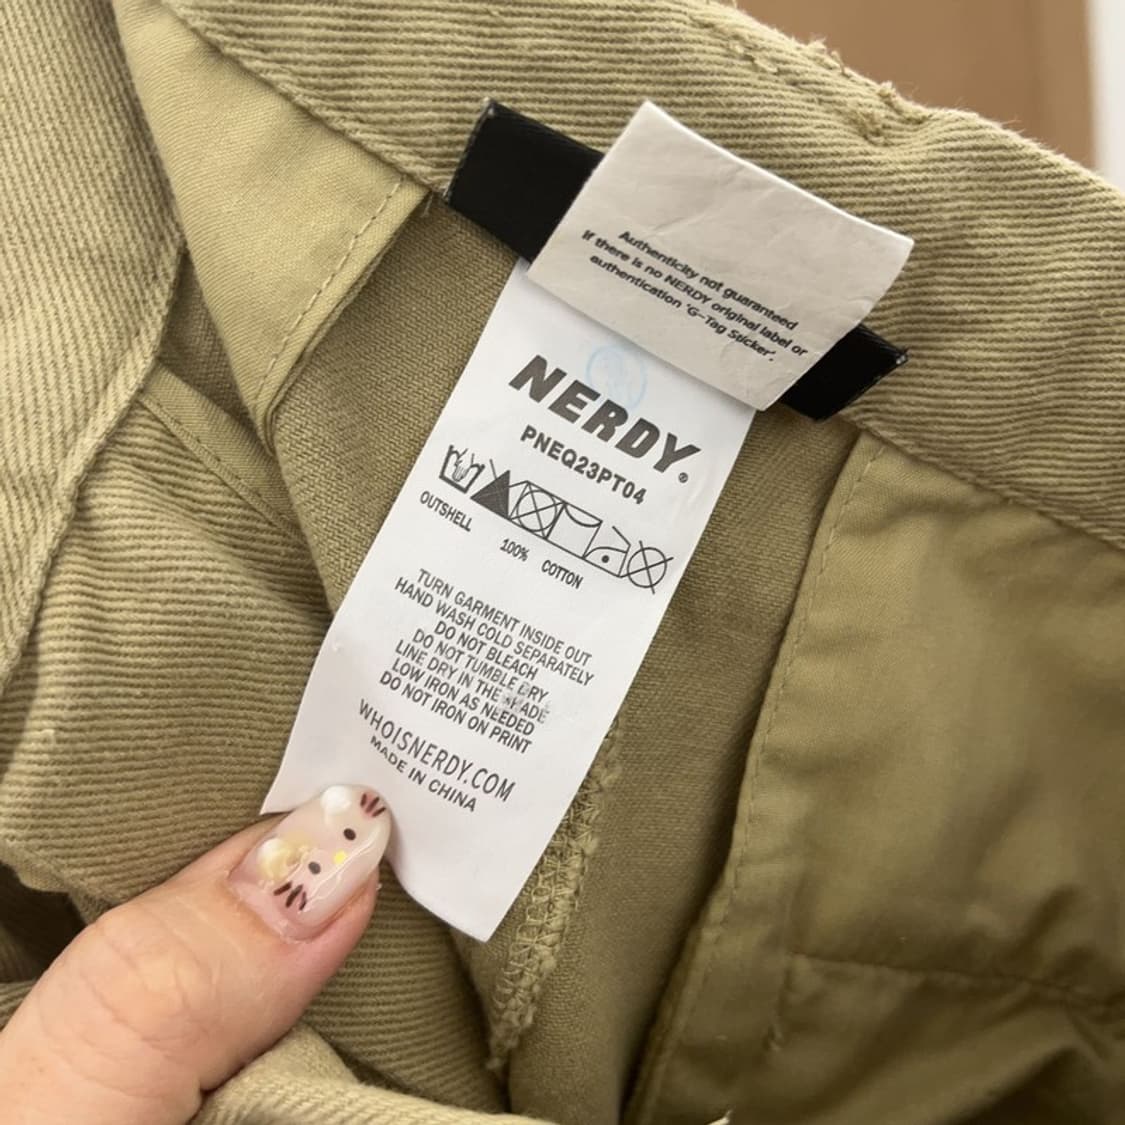 Authenticity not guaranteed
If there is no NERDY original label or
authentication 'G-Tag Sticker'.
NERDY®
PNEQ23PT04
OUTSHELL 100% COTTON
TURN GARMENT INSIDE OUT
HAND WASH COLD SEPARATELY
DO NOT BLEACH
DO NOT TUMBLE DRY
LINE DRY IN THE SHADE
LOW IRON AS NEEDED
DO NOT IRON ON PRINT
WHOISNERDY.COM
MADE IN CHINA